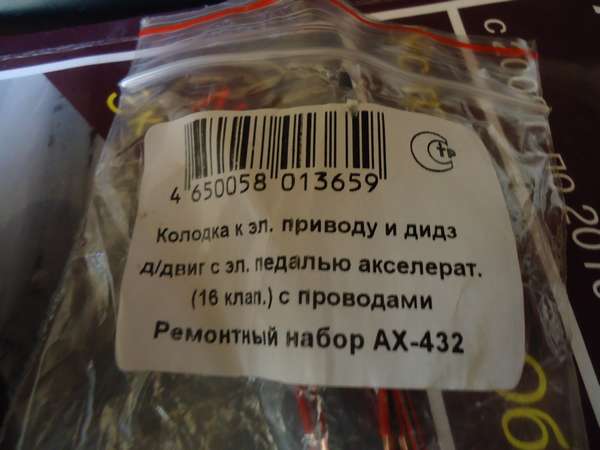 4 650058 013659
Колодка к эл. приводу и дидз
д/двиг с эл. педалью акселерат.
(16 клап.) с проводами
Ремонтный набор АХ-432